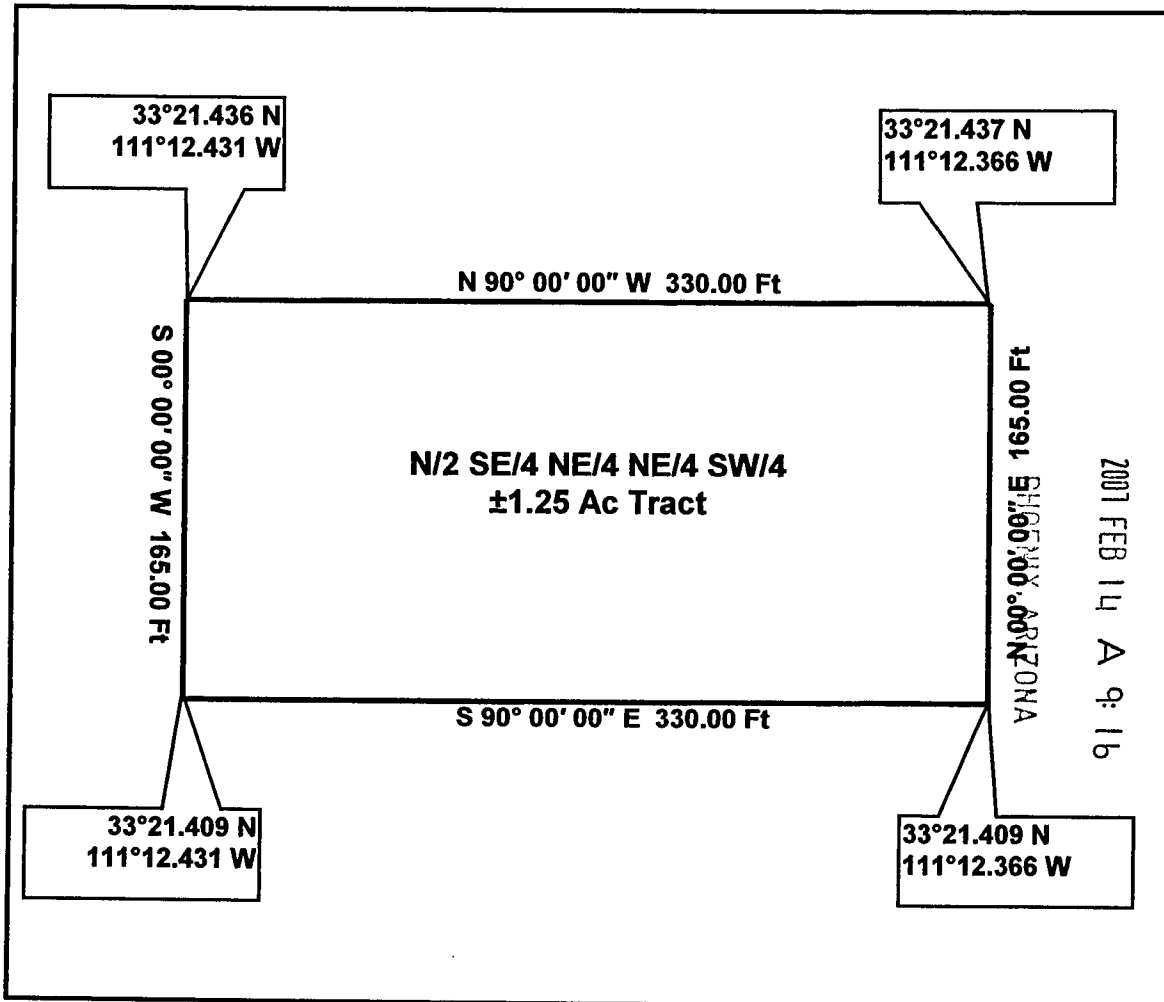 33°21.436 N
111°12.431 W
33°21.437 N
111°12.366 W
N 90° 00' 00" W 330.00 Ft
S 00° 00' 00" W 165.00 Ft
N/2 SE/4 NE/4 NE/4 SW/4
±1.25 Ac Tract
N 00° 00' 00" E 165.00 Ft
PHOENIX ARIZONA
2007 FEB 14 A 9:16
S 90° 00' 00" E 330.00 Ft
33°21.409 N
111°12.431 W
33°21.409 N
111°12.366 W